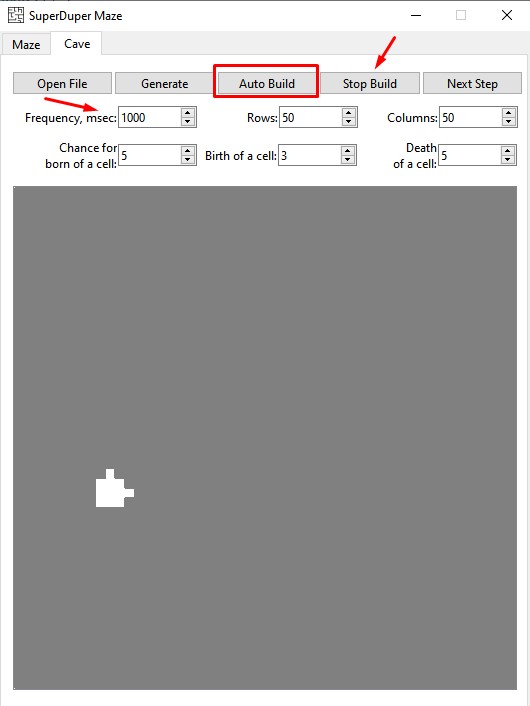 SuperDuper Maze
Maze Cave
Open File Generate Auto Build Stop Build Next Step
Frequency, msec: 1000 Rows: 50 Columns: 50
Chance for
born of a cell: 5 Birth of a cell: 3 Death
of a cell: 5